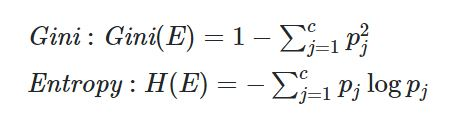 Gini : Gini(E) = 1 − ∑_{j=1}^{c} p_j^2
Entropy : H(E) = −∑_{j=1}^{c} p_j log p_j